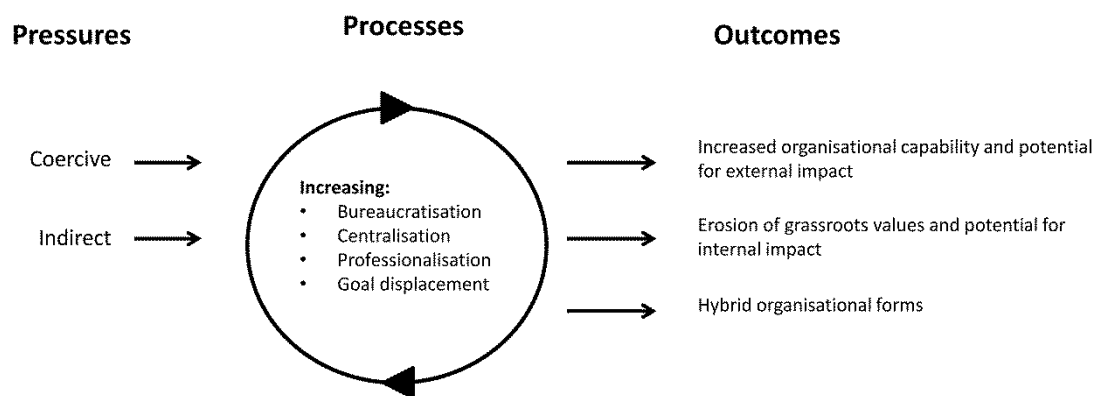 Pressures
Processes
Outcomes
Coercive
Indirect
Increasing:
• Bureaucratisation
• Centralisation
• Professionalisation
• Goal displacement
Increased organisational capability and potential
for external impact
Erosion of grassroots values and potential for
internal impact
Hybrid organisational forms